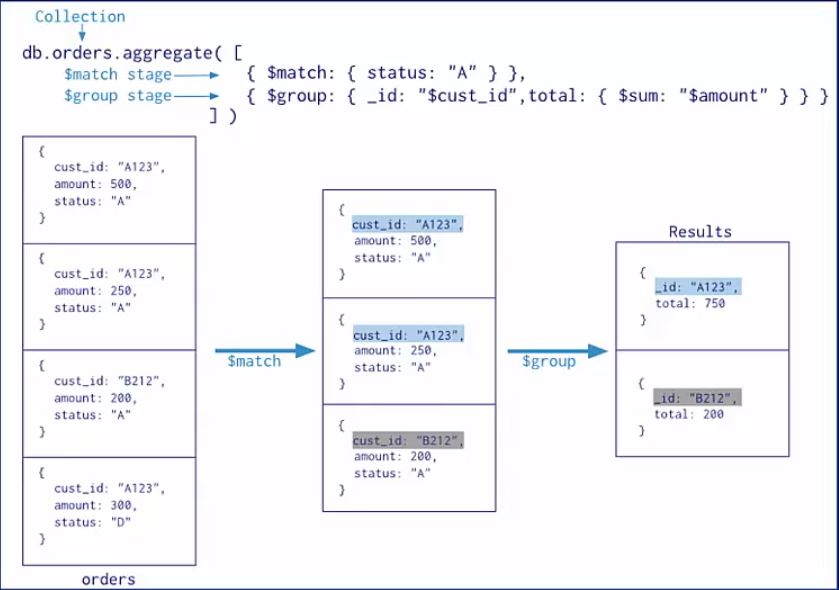 Collection
db.orders.aggregate( [
$match stage
{ $match: { status: "A" } },
$group stage
{ $group: { _id: "$cust_id",total: { $sum: "$amount" } } }
] )
{
cust_id: "A123",
amount: 500,
status: "A"
}
{
cust_id: "A123",
amount: 250,
status: "A"
}
{
cust_id: "B212",
amount: 200,
status: "A"
}
{
cust_id: "A123",
amount: 300,
status: "D"
}
orders
$match
{
cust_id: "A123",
amount: 500,
status: "A"
}
{
cust_id: "A123",
amount: 250,
status: "A"
}
{
cust_id: "B212",
amount: 200,
status: "A"
}
$group
Results
{
_id: "A123",
total: 750
}
{
_id: "B212",
total: 200
}